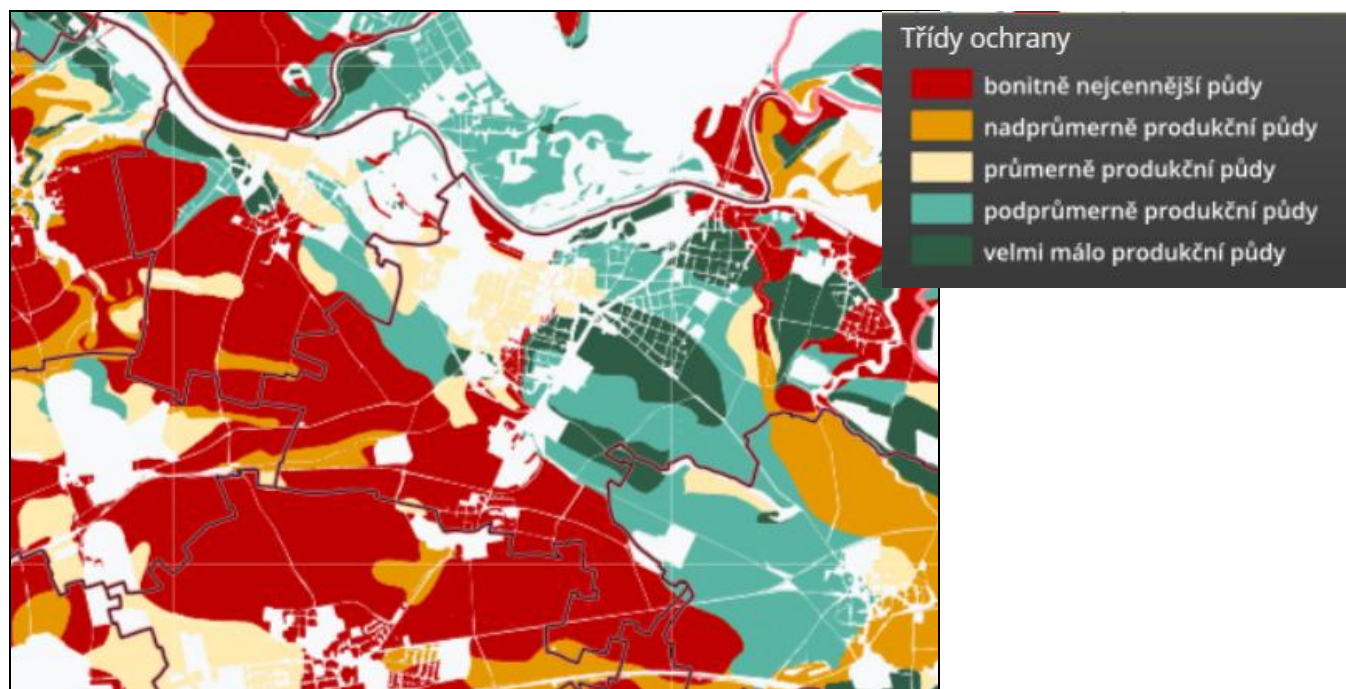 Třídy ochrany
bonitně nejcennější půdy
nadprůmerně produkční půdy
průmerně produkční půdy
podprůmerně produkční půdy
velmi málo produkční půdy